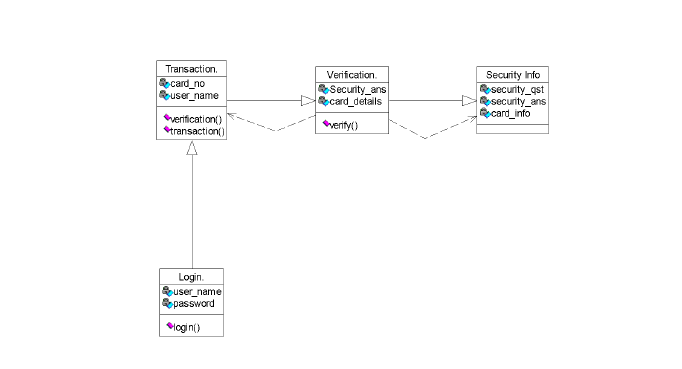 Transaction.
card_no
user_name
verification()
transaction()
Verification.
Security_ans
card_details
verify()
Security Info
security_qst
security_ans
card_info
Login.
user_name
password
login()